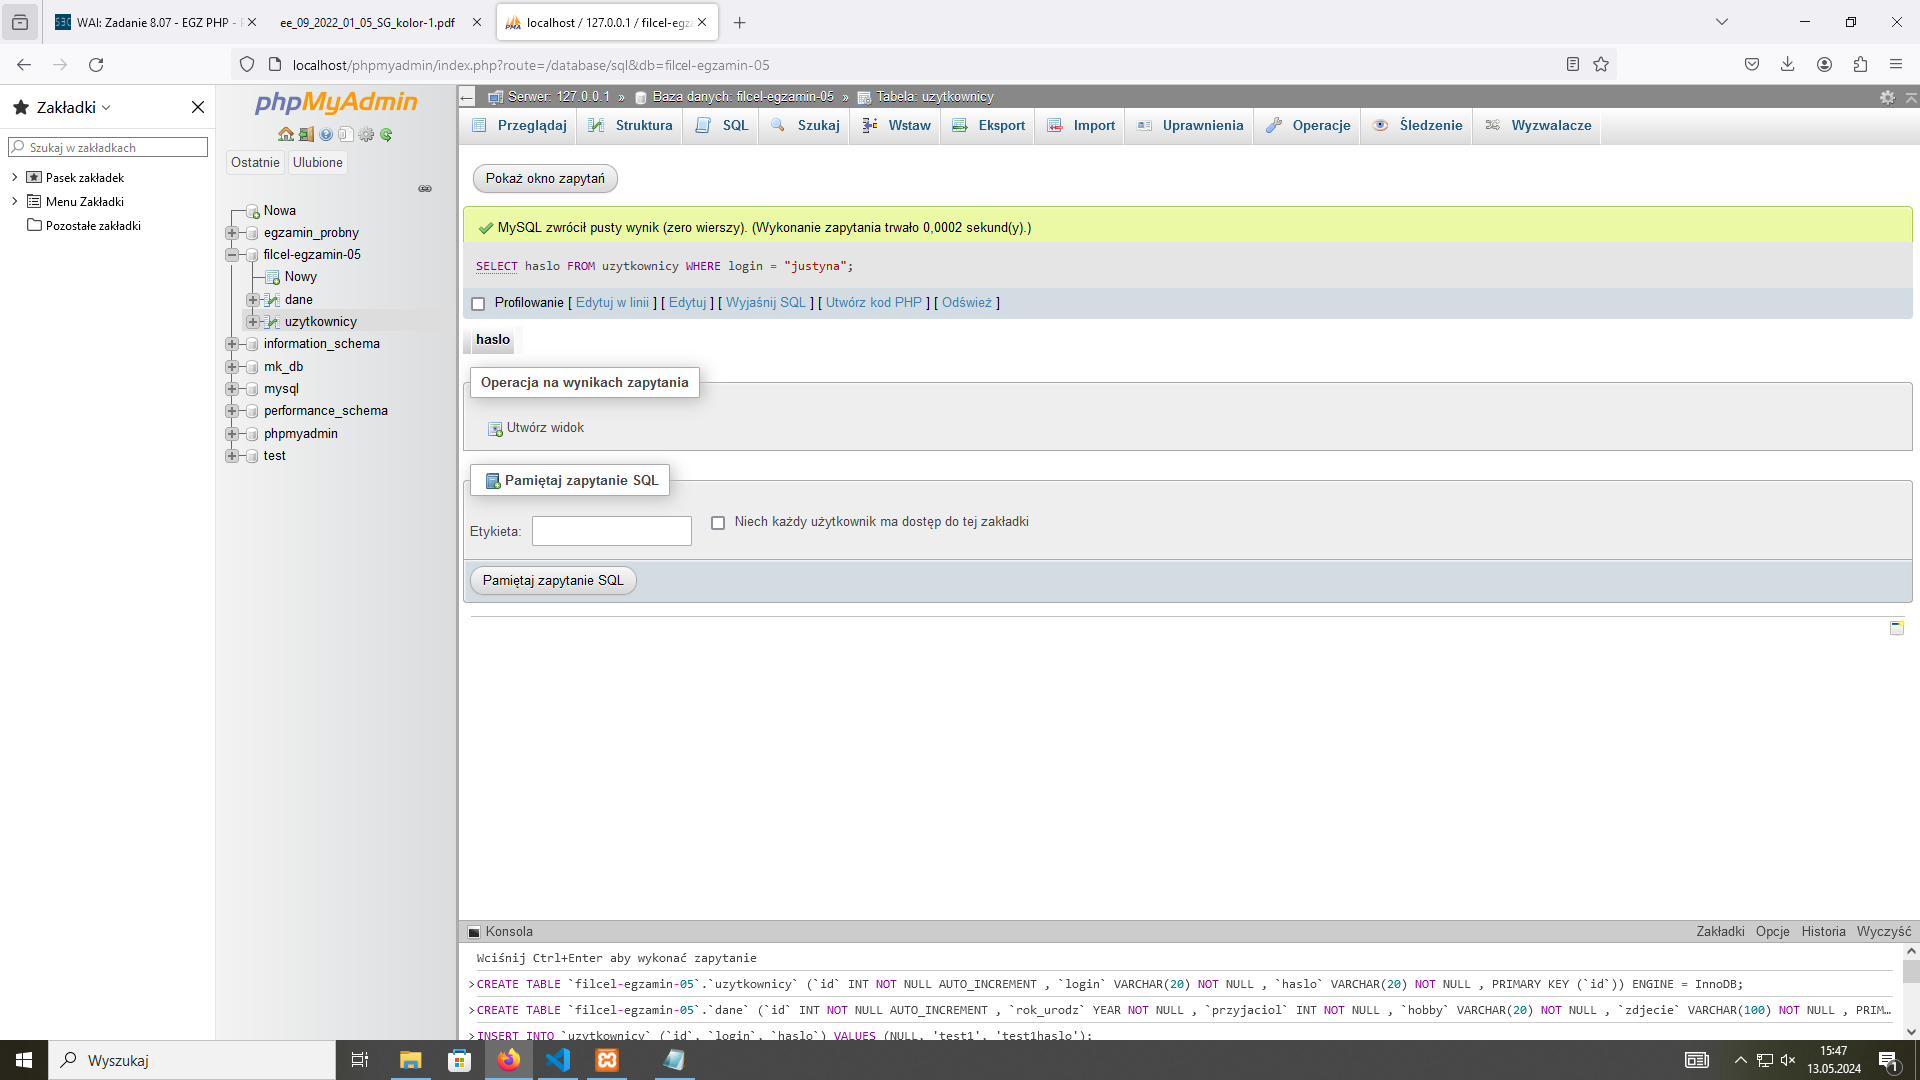 WAI: Zadanie 8.07 - EGZ PHP -
ee_09_2022_01_05_SG_kolor-1.pdf
localhost / 127.0.0.1 / filcel-egz
localhost/phpmyadmin/index.php?route=/database/sql&db=filcel-egzamin-05
Zakładki
Szukaj w zakładkach
Pasek zakładek
Menu Zakładki
Pozostałe zakładki
phpMyAdmin
Ostatnie
Ulubione
Nowa
egzamin_probny
filcel-egzamin-05
Nowy
dane
uzytkownicy
information_schema
mk_db
mysql
performance_schema
phpmyadmin
test
Serwer: 127.0.0.1 » Baza danych: filcel-egzamin-05 » Tabela: uzytkownicy
Przeglądaj Struktura SQL Szukaj Wstaw Eksport Import Uprawnienia Operacje Śledzenie Wyzwalacze
Pokaż okno zapytań
MySQL zwrócił pusty wynik (zero wierszy). (Wykonanie zapytania trwało 0,0002 sekund(y).)
SELECT haslo FROM uzytkownicy WHERE login = "justyna";
Profilowanie [ Edytuj w linii ] [ Edytuj ] [ Wyjaśnij SQL ] [ Utwórz kod PHP ] [ Odśwież ]
haslo
Operacja na wynikach zapytania
Utwórz widok
Pamiętaj zapytanie SQL
Etykieta:
Niech każdy użytkownik ma dostęp do tej zakładki
Pamiętaj zapytanie SQL
Konsola
Zakładki Opcje Historia Wyczyść
Wciśnij Ctrl+Enter aby wykonać zapytanie
>CREATE TABLE `filcel-egzamin-05`.`uzytkownicy` (`id` INT NOT NULL AUTO_INCREMENT , `login` VARCHAR(20) NOT NULL , `haslo` VARCHAR(20) NOT NULL , PRIMARY KEY (`id`)) ENGINE = InnoDB;
>CREATE TABLE `filcel-egzamin-05`.`dane` (`id` INT NOT NULL AUTO_INCREMENT , `rok_urodz` YEAR NOT NULL , `przyjaciol` INT NOT NULL , `hobby` VARCHAR(20) NOT NULL , `zdjecie` VARCHAR(100) NOT NULL , PRIM…
>INSERT INTO `uzytkownicy` (`id`, `login`, `haslo`) VALUES (NULL, 'test1', 'test1haslo');
Wyszukaj
15:47
13.05.2024
1